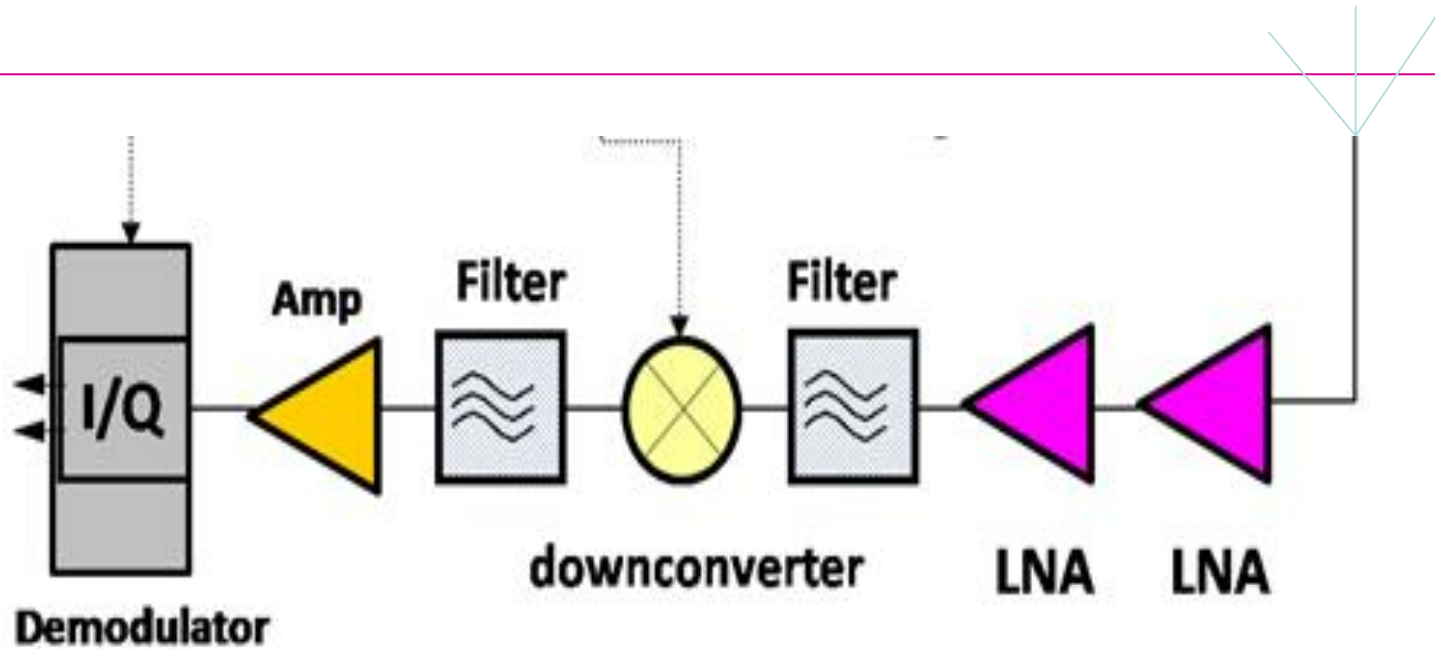 Filter
Filter
Amp
I/Q
downconverter
LNA
LNA
Demodulator